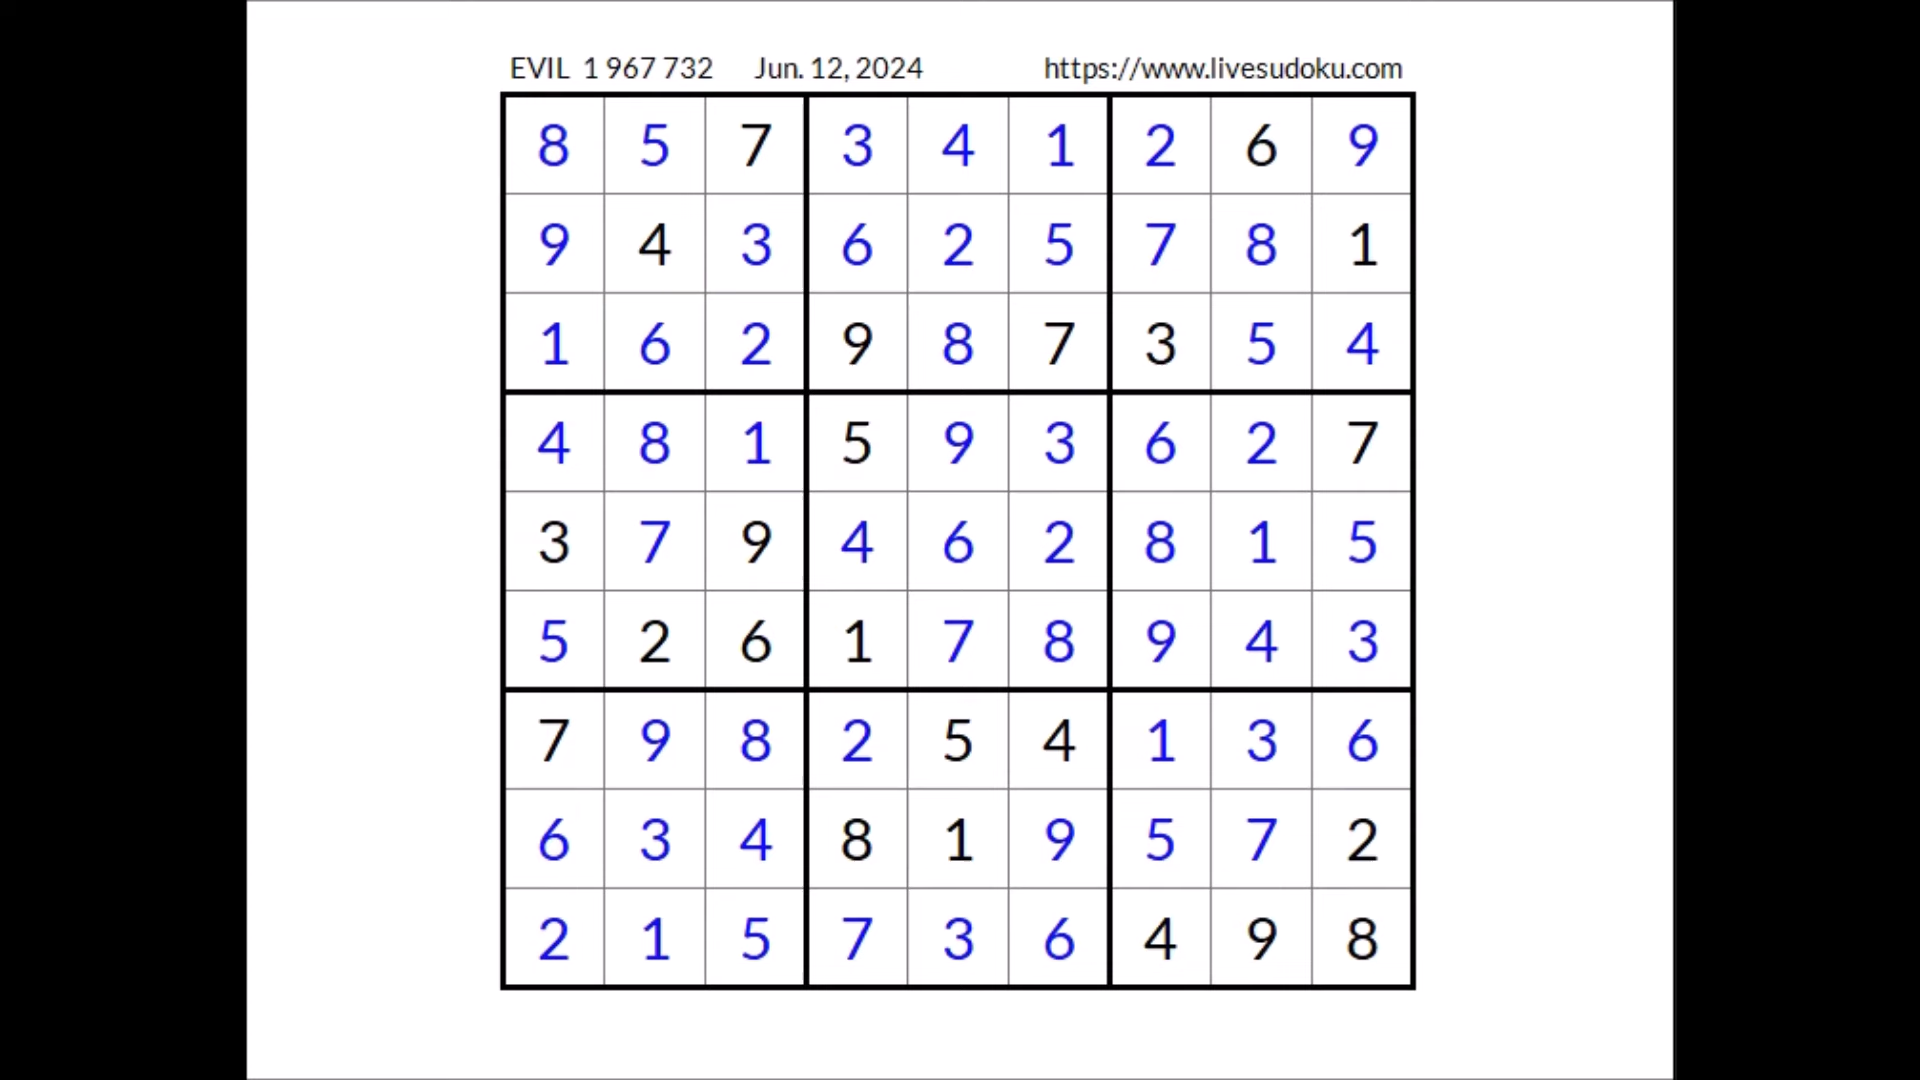 EVIL 1 967 732 Jun. 12, 2024 https://www.livesudoku.com
8 5 7 3 4 1 2 6 9
9 4 3 6 2 5 7 8 1
1 6 2 9 8 7 3 5 4
4 8 1 5 9 3 6 2 7
3 7 9 4 6 2 8 1 5
5 2 6 1 7 8 9 4 3
7 9 8 2 5 4 1 3 6
6 3 4 8 1 9 5 7 2
2 1 5 7 3 6 4 9 8